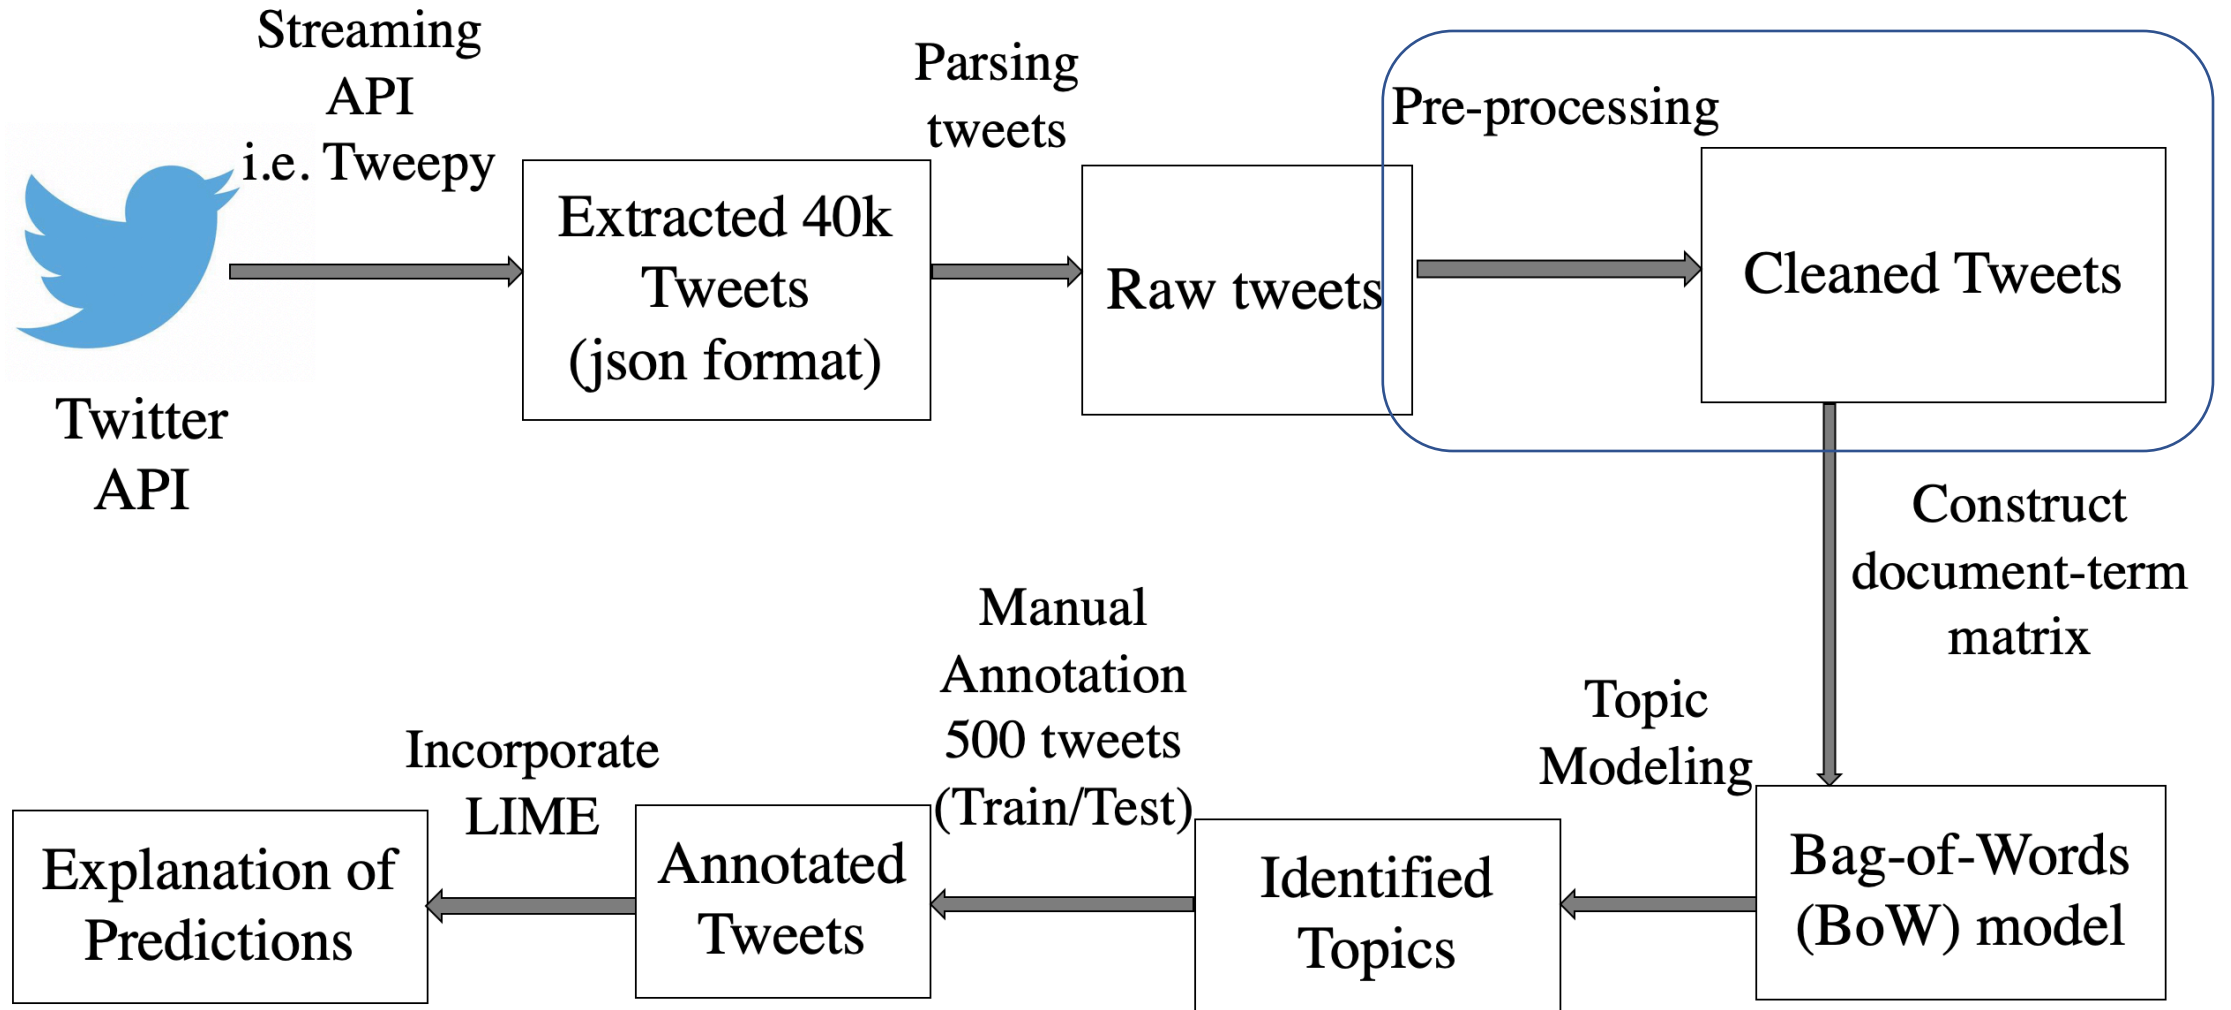 Streaming
API
i.e. Tweepy
Twitter
API
Extracted 40k
Tweets
(json format)
Parsing
tweets
Raw tweets
Pre-processing
Cleaned Tweets
Construct
document-term
matrix
Bag-of-Words
(BoW) model
Topic
Modeling
Identified
Topics
Manual
Annotation
500 tweets
(Train/Test)
Annotated
Tweets
Incorporate
LIME
Explanation of
Predictions